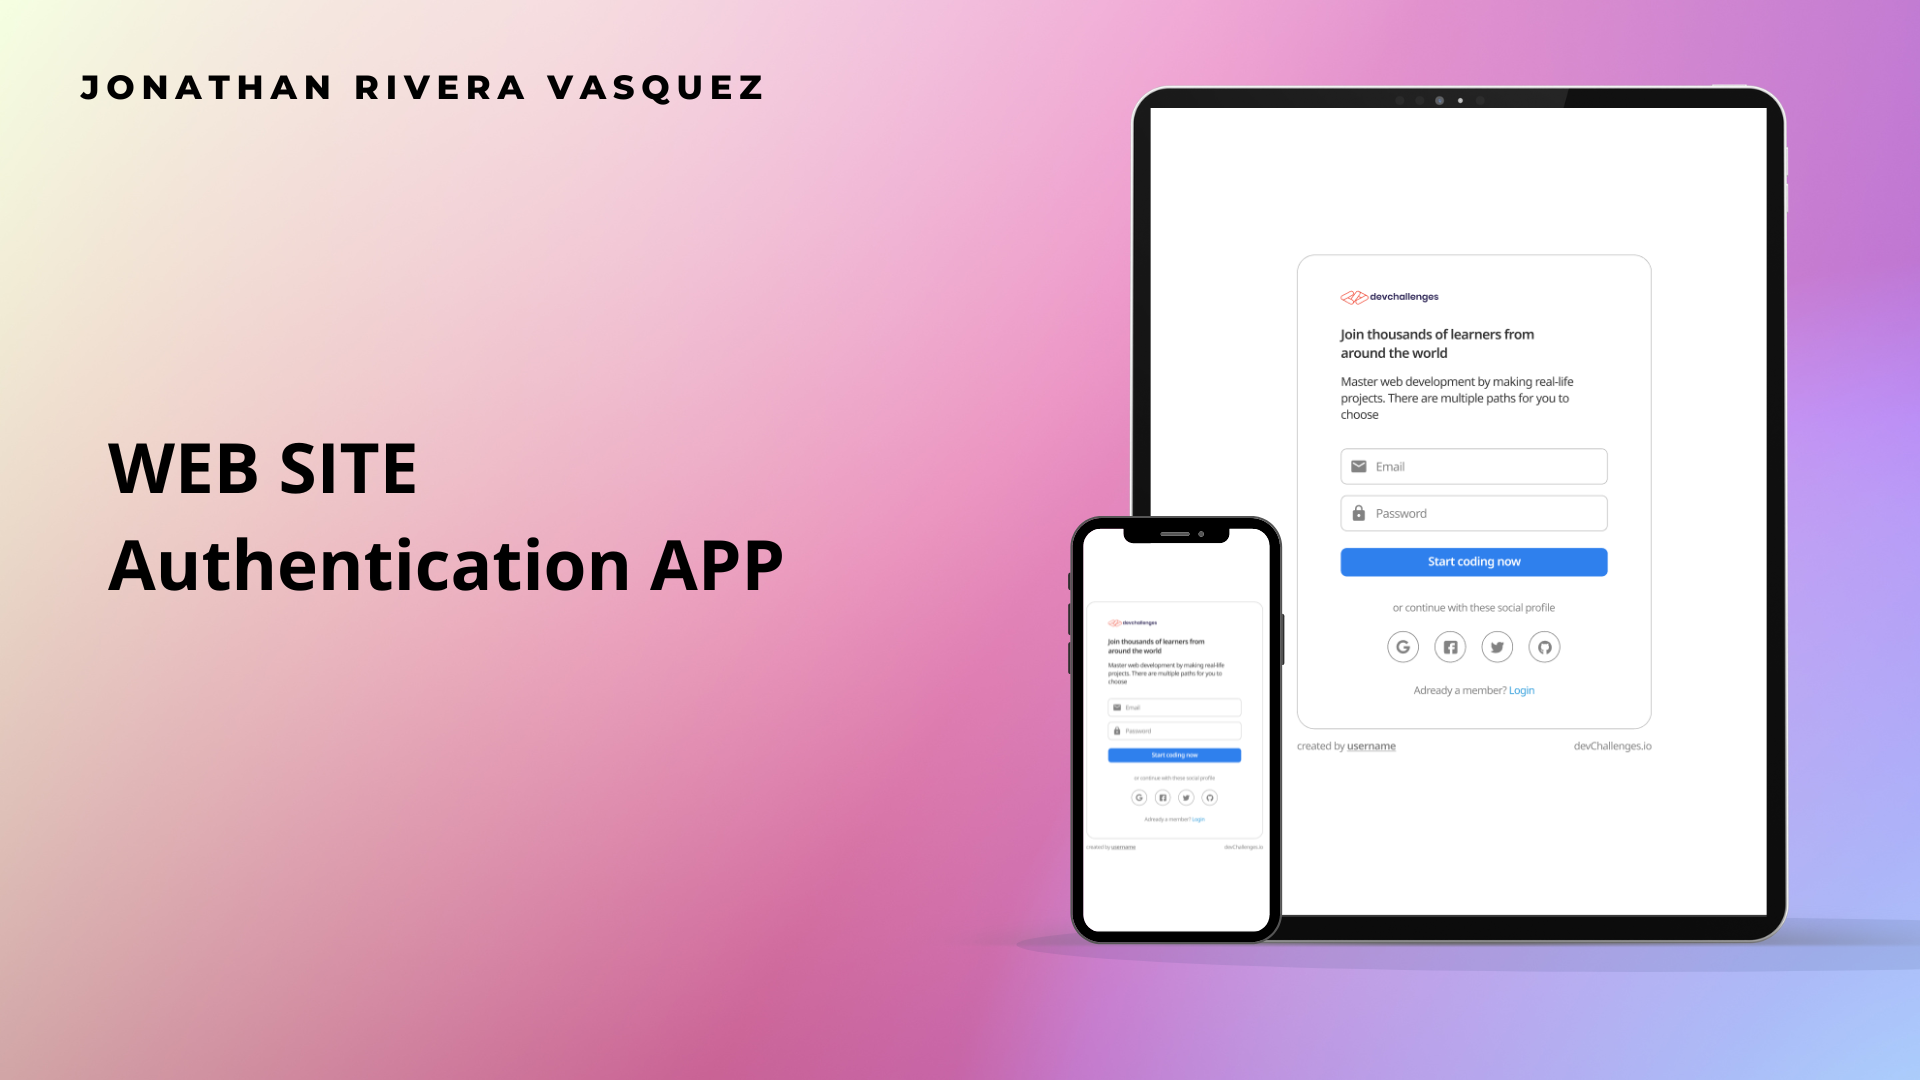 JONATHAN RIVERA VASQUEZ
WEB SITE
Authentication APP
devchallenges
Join thousands of learners from
around the world
Master web development by making real-life
projects. There are multiple paths for you to
choose
Email
Password
Start coding now
or continue with these social profile
Adready a member? Login
created by username
devChallenges.io
devchallenges
Join thousands of learners from
around the world
Master web development by making real-life
projects. There are multiple paths for you to
choose
Email
Password
Start coding now
or continue with these social profile
Adready a member? Login
created by username
devChallenges.io